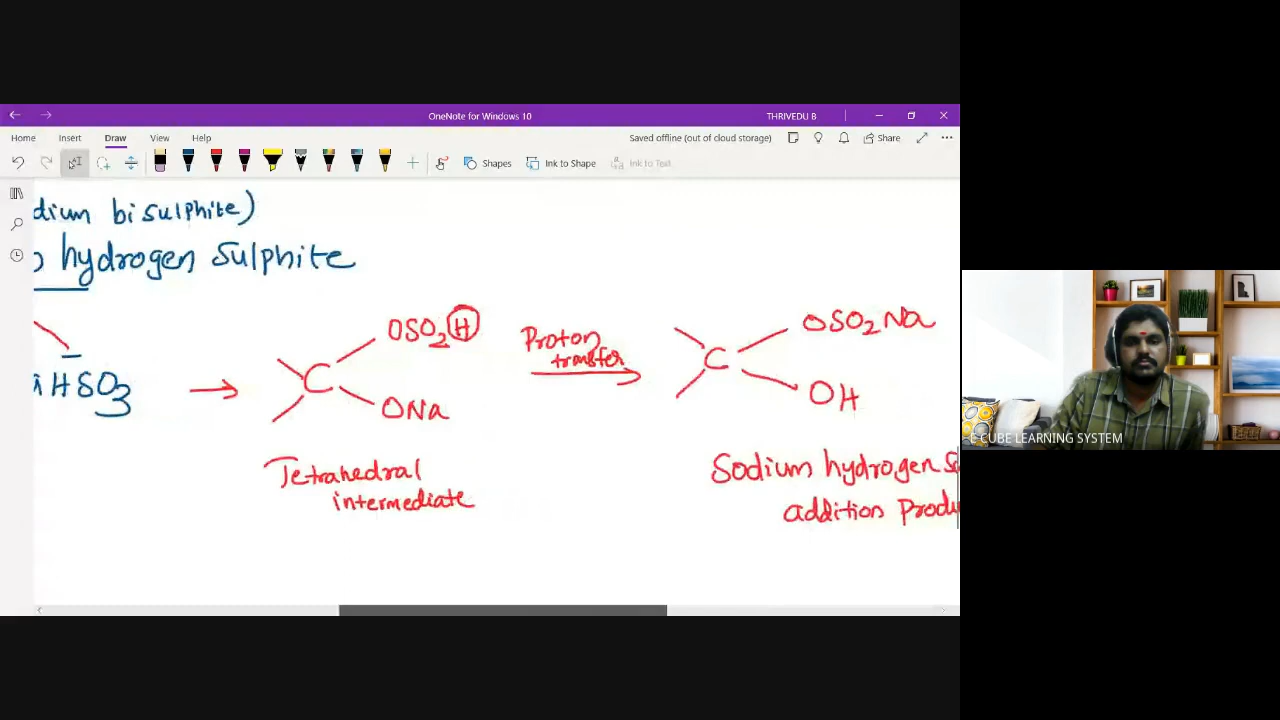 OneNote for Windows 10
THRIVEDU B
Home Insert Draw View Help
Saved offline (out of cloud storage)
Share
Shapes
Ink to Shape
Ink to Text
dium bi sulphite)
hydrogen sulphite
HSO3
→
C
OSO2H
ONa
Tetrahedral
intermediate
Proton
transfer
C
OSO2Na
OH
Sodium hydrogen
addition
C CUBE LEARNING SYSTEM